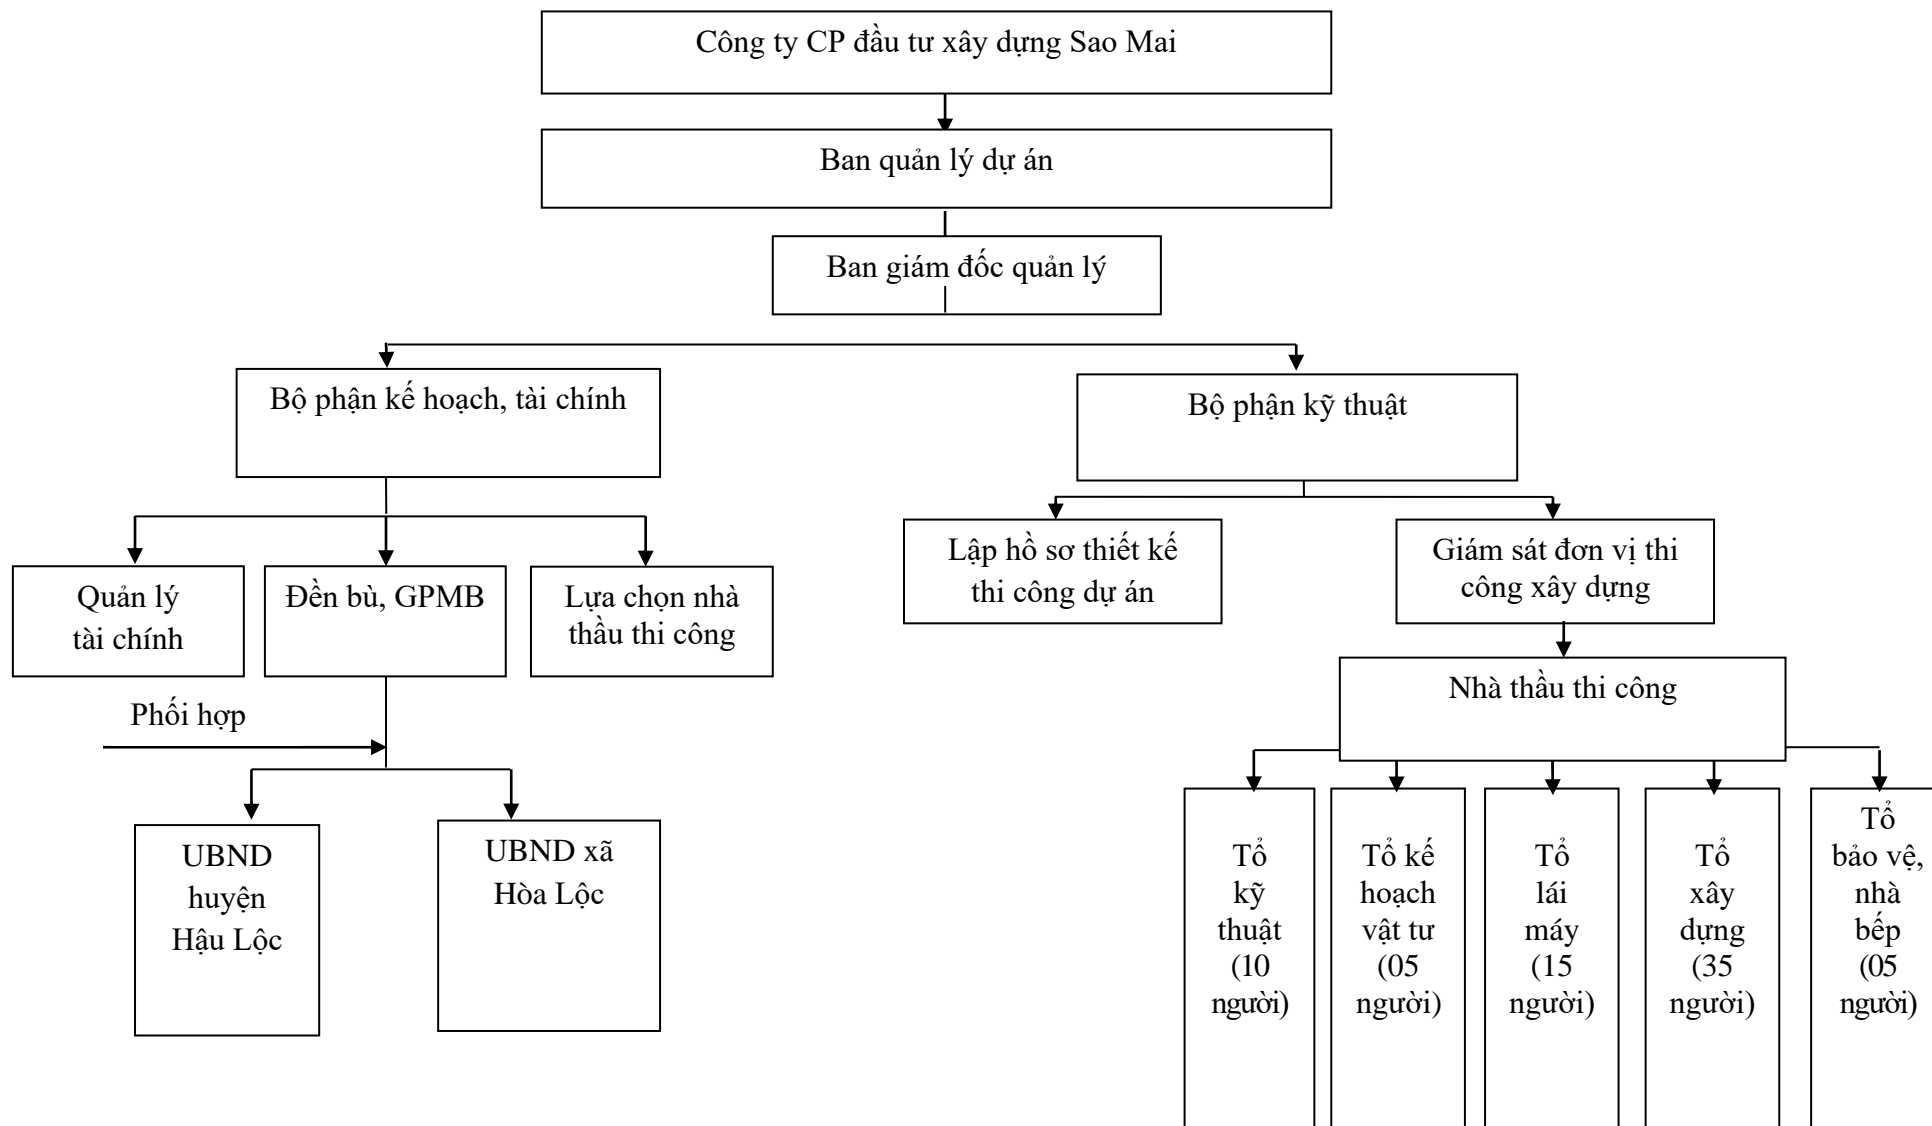 Công ty CP đầu tư xây dựng Sao Mai
Ban quản lý dự án
Ban giám đốc quản lý
Bộ phận kế hoạch, tài chính
Bộ phận kỹ thuật
Quản lý
tài chính
Đền bù, GPMB
Lựa chọn nhà
thầu thi công
Lập hồ sơ thiết kế
thi công dự án
Giám sát đơn vị thi
công xây dựng
Phối hợp
Nhà thầu thi công
UBND
huyện
Hậu Lộc
UBND xã
Hòa Lộc
Tổ
kỹ
thuật
(10
người)
Tổ kế
hoạch
vật tư
(05
người)
Tổ
lái
máy
(15
người)
Tổ
xây
dựng
(35
người)
Tổ
bảo vệ,
nhà
bếp
(05
người)